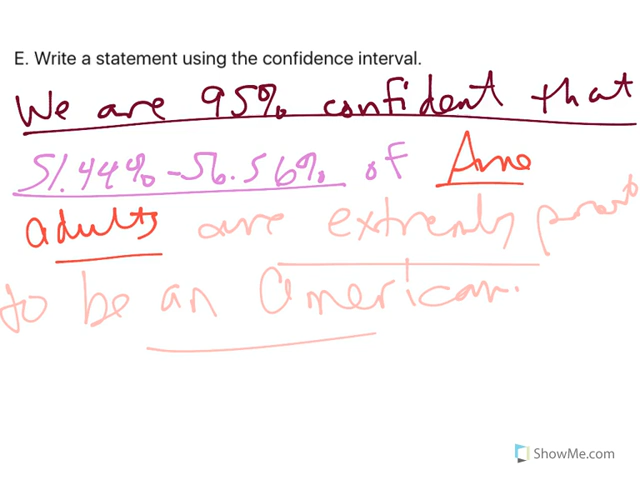 E. Write a statement using the confidence interval.
We are 95% confident that
51.44% - 56.56% of Ame
adults are extremly
to be an American.
ShowMe.com